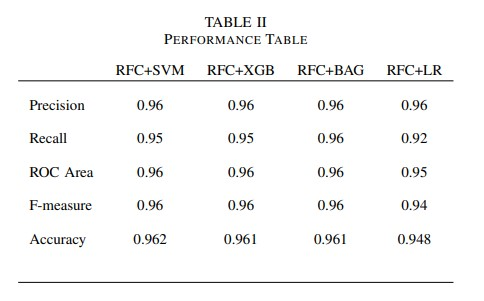 TABLE II
PERFORMANCE TABLE
RFC+SVM RFC+XGB RFC+BAG RFC+LR
Precision 0.96 0.96 0.96 0.96
Recall 0.95 0.95 0.96 0.92
ROC Area 0.96 0.96 0.96 0.95
F-measure 0.96 0.96 0.96 0.94
Accuracy 0.962 0.961 0.961 0.948